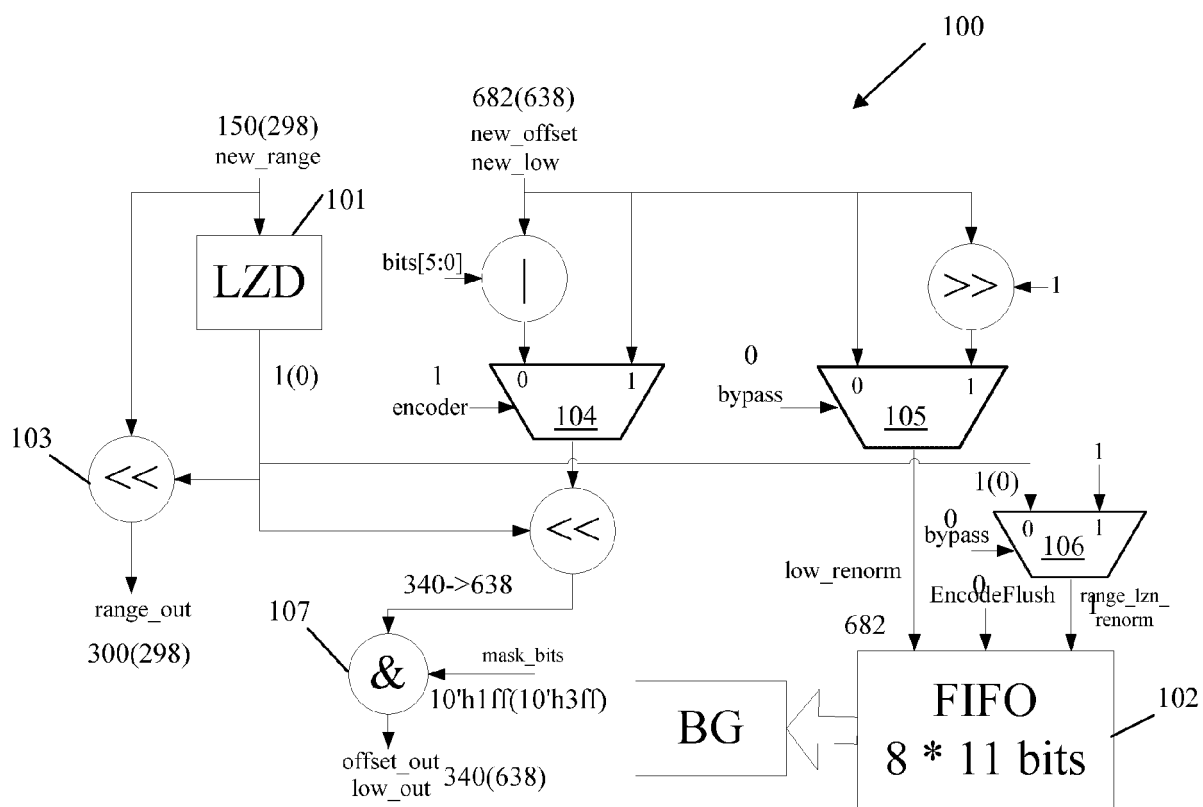 100
682(638)
150(298)
new_range
new_offset
new_low
101
LZD
bits[5:0]
|
>>
1
1(0)
1
encoder
0
1
104
0
bypass
0
1
105
103
<<
<<
1
1(0)
0
bypass
0
1
106
340->638
low_renorm
0
EncodeFlush
1
range_lzn_
renorm
range_out
300(298)
107
&
mask_bits
10'h1ff(10'h3ff)
682
offset_out
low_out
340(638)
BG
FIFO
8 * 11 bits
102